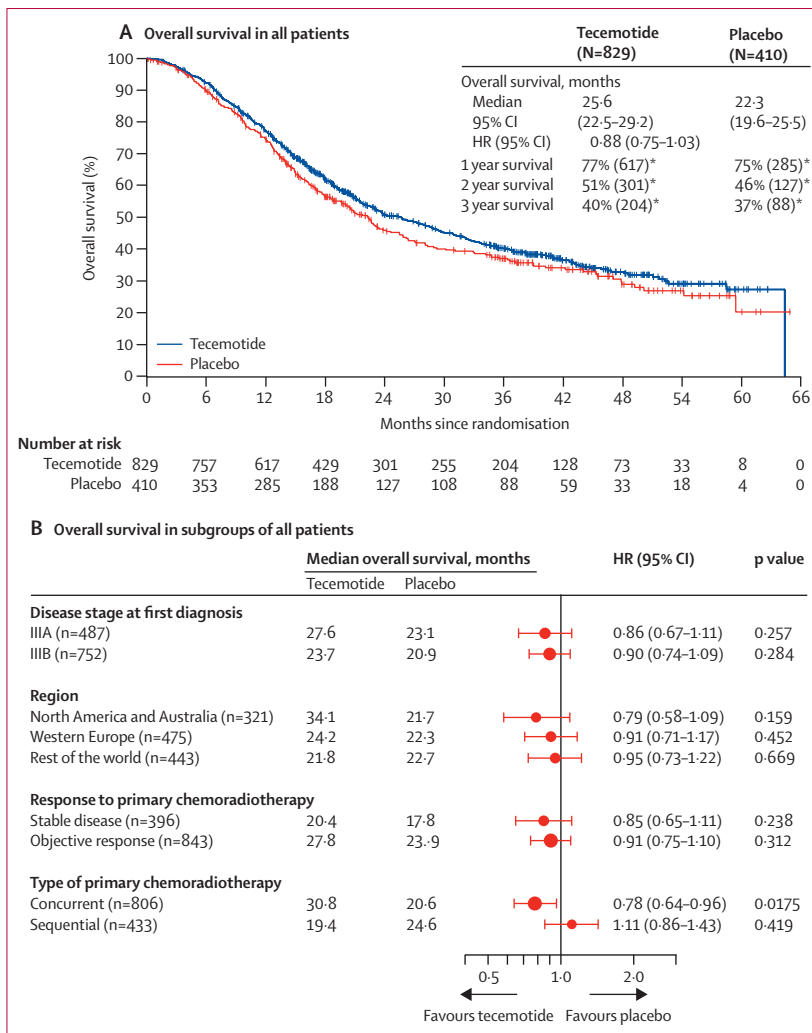 A Overall survival in all patients
Tecemotide (N=829) Placebo (N=410)
Overall survival, months
Median 25·6 22·3
95% CI (22·5–29·2) (19·6–25·5)
HR (95% CI) 0·88 (0·75–1·03)
1 year survival 77% (617)* 75% (285)*
2 year survival 51% (301)* 46% (127)*
3 year survival 40% (204)* 37% (88)*
Overall survival (%)
100
90
80
70
60
50
40
30
20
10
0
Tecemotide
Placebo
0 6 12 18 24 30 36 42 48 54 60 66
Months since randomisation
Number at risk
Tecemotide 829 757 617 429 301 255 204 128 73 33 8 0
Placebo 410 353 285 188 127 108 88 59 33 18 4 0
B Overall survival in subgroups of all patients
Median overall survival, months HR (95% CI) p value
Tecemotide Placebo
Disease stage at first diagnosis
IIIA (n=487) 27·6 23·1 0·86 (0·67–1·11) 0·257
IIIB (n=752) 23·7 20·9 0·90 (0·74–1·09) 0·284
Region
North America and Australia (n=321) 34·1 21·7 0·79 (0·58–1·09) 0·159
Western Europe (n=475) 24·2 22·3 0·91 (0·71–1·17) 0·452
Rest of the world (n=443) 21·8 22·7 0·95 (0·73–1·22) 0·669
Response to primary chemoradiotherapy
Stable disease (n=396) 20·4 17·8 0·85 (0·65–1·11) 0·238
Objective response (n=843) 27·8 23·.9 0·91 (0·75–1·10) 0·312
Type of primary chemoradiotherapy
Concurrent (n=806) 30·8 20·6 0·78 (0·64–0·96) 0·0175
Sequential (n=433) 19·4 24·6 1·11 (0·86–1·43) 0·419
0·5 1·0 2·0
Favours tecemotide Favours placebo